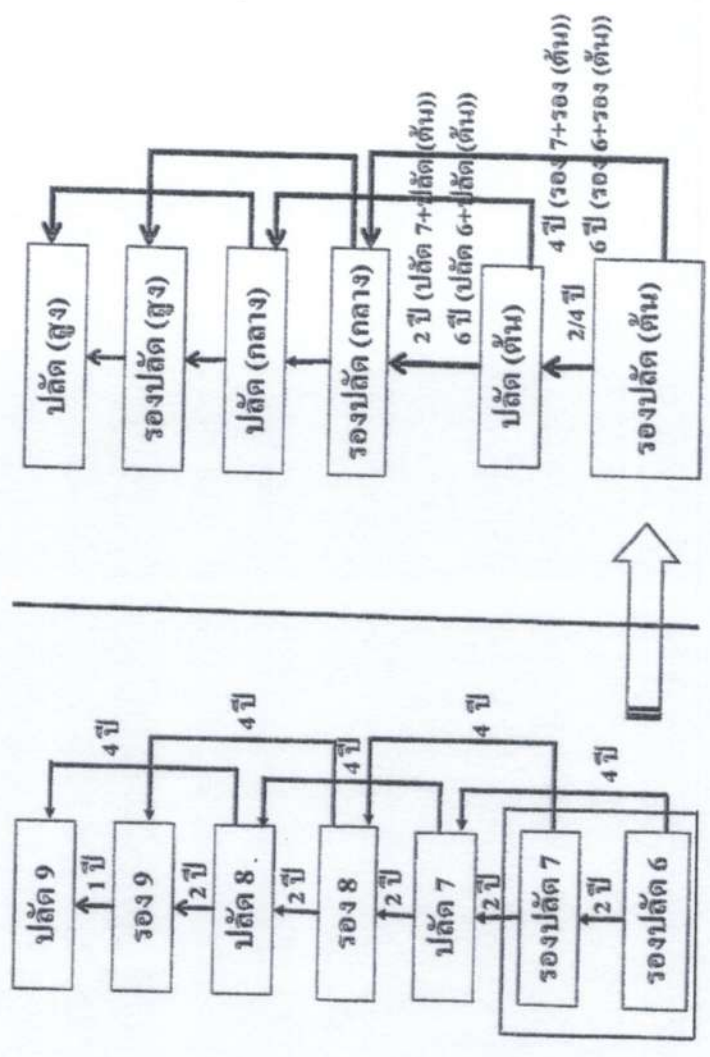 ปลัด 9
1 ปี
4 ปี
รอง 9
2 ปี
4 ปี
ปลัด 8
2 ปี
4 ปี
รอง 8
2 ปี
4 ปี
ปลัด 7
2 ปี
รองปลัด 7
2 ปี
4 ปี
รองปลัด 6
ปลัด (สูง)
รองปลัด (สูง)
ปลัด (กลาง)
รองปลัด (กลาง)
2 ปี (ปลัด 7+ปลัด (ต้น))
6 ปี (ปลัด 6+ปลัด (ต้น))
ปลัด (ต้น)
2/4 ปี
4 ปี (รอง 7+รอง (ต้น))
6 ปี (รอง 6+รอง (ต้น))
รองปลัด (ต้น)